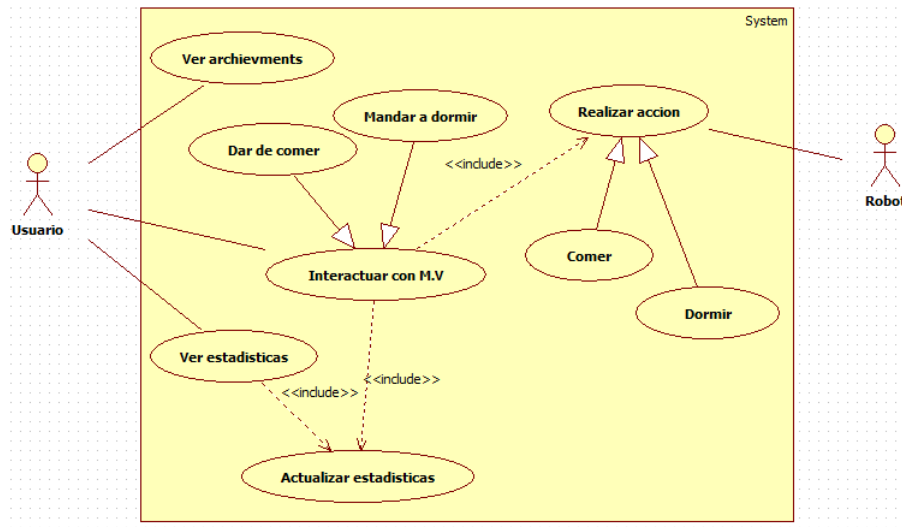 System
Ver archievments
Mandar a dormir
Realizar accion
Dar de comer
<<include>>
Usuario
Robot
Interactuar con M.V
Comer
Dormir
Ver estadisticas
<<include>>
<<include>>
Actualizar estadisticas